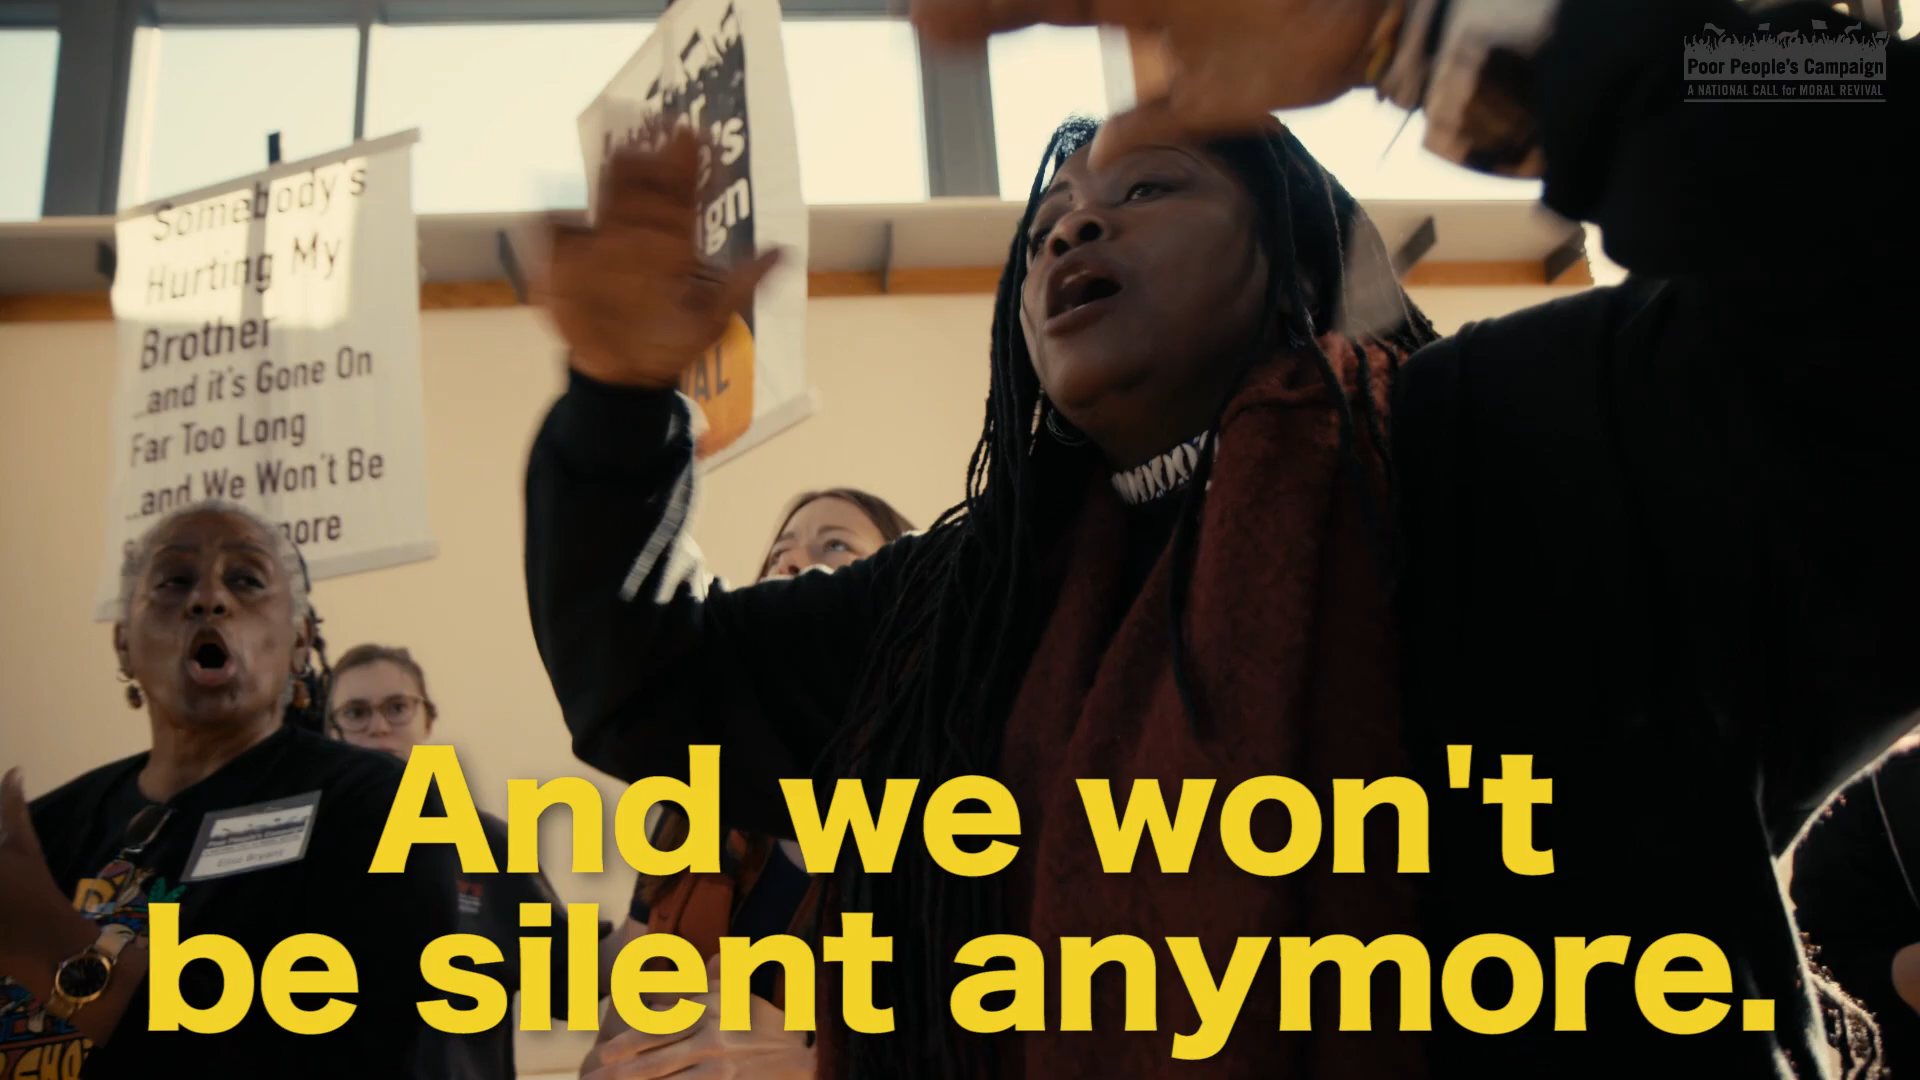 Poor People's Campaign
A NATIONAL CALL for MORAL REVIVAL
Somebody's
Hurting My
Brother
...and it's Gone On
Far Too Long
...and We Won't Be
And we won't
be silent anymore.